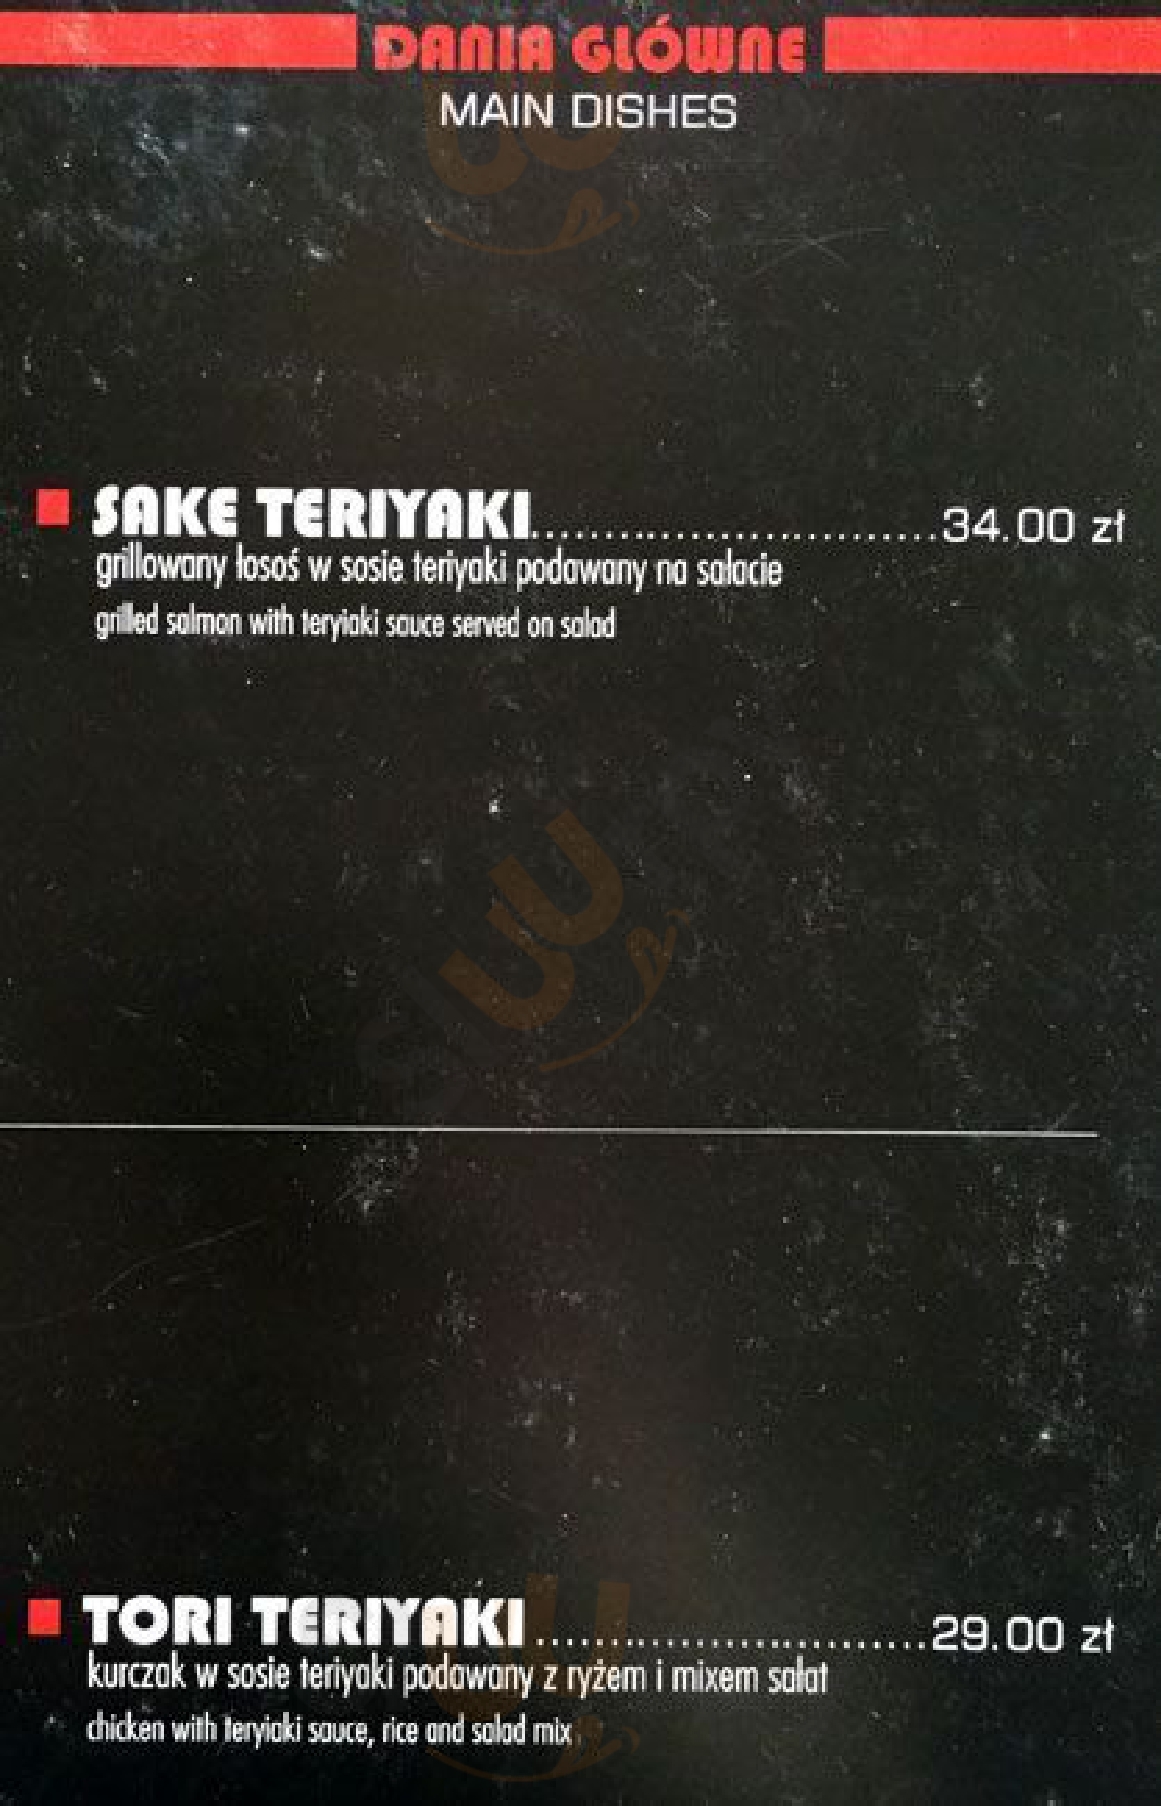 DANIA GŁÓWNE
MAIN DISHES
SAKE TERIYAKI..............................34.00 zł
grillowany łosoś w sosie teriyaki podawany na sałacie
grilled salmon with teryiaki sauce served on salad
TORI TERIYAKI..............................29.00 zł
kurczak w sosie teriyaki podawany z ryżem i mixem sałat
chicken with teryiaki sauce, rice and salad mix